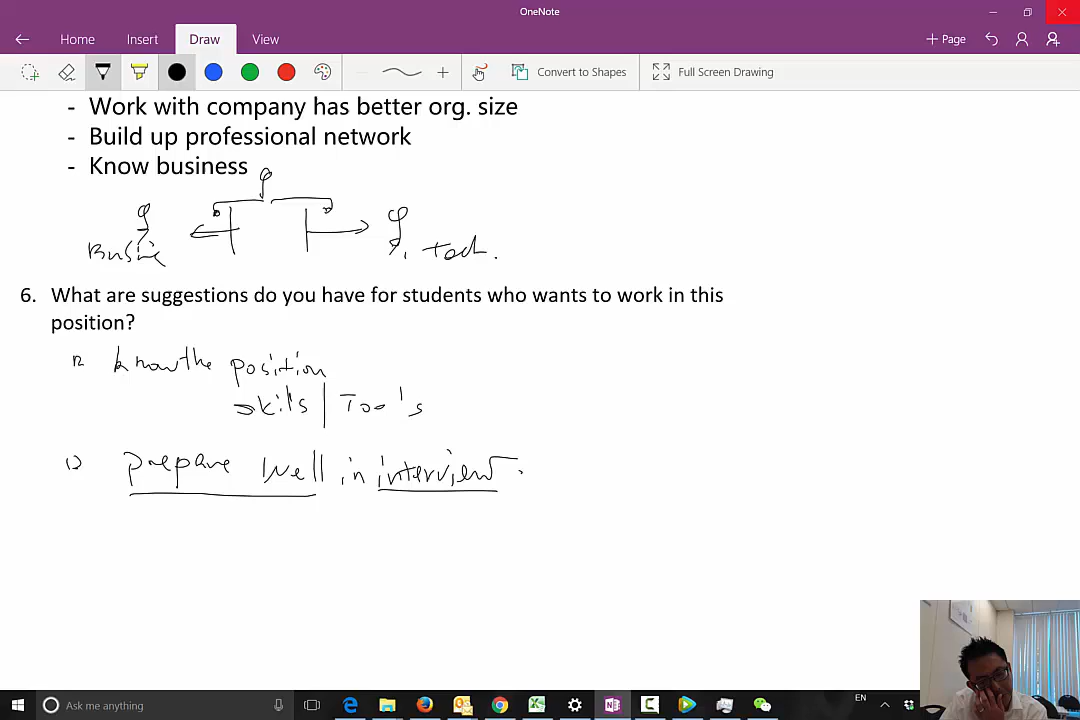 OneNote
Home Insert Draw View
Page
Convert to Shapes Full Screen Drawing
- Work with company has better org. size
- Build up professional network
- Know business
Tech.
6. What are suggestions do you have for students who wants to work in this
position?
know the position
skills | Tools
prepare well in interview.
Ask me anything
EN